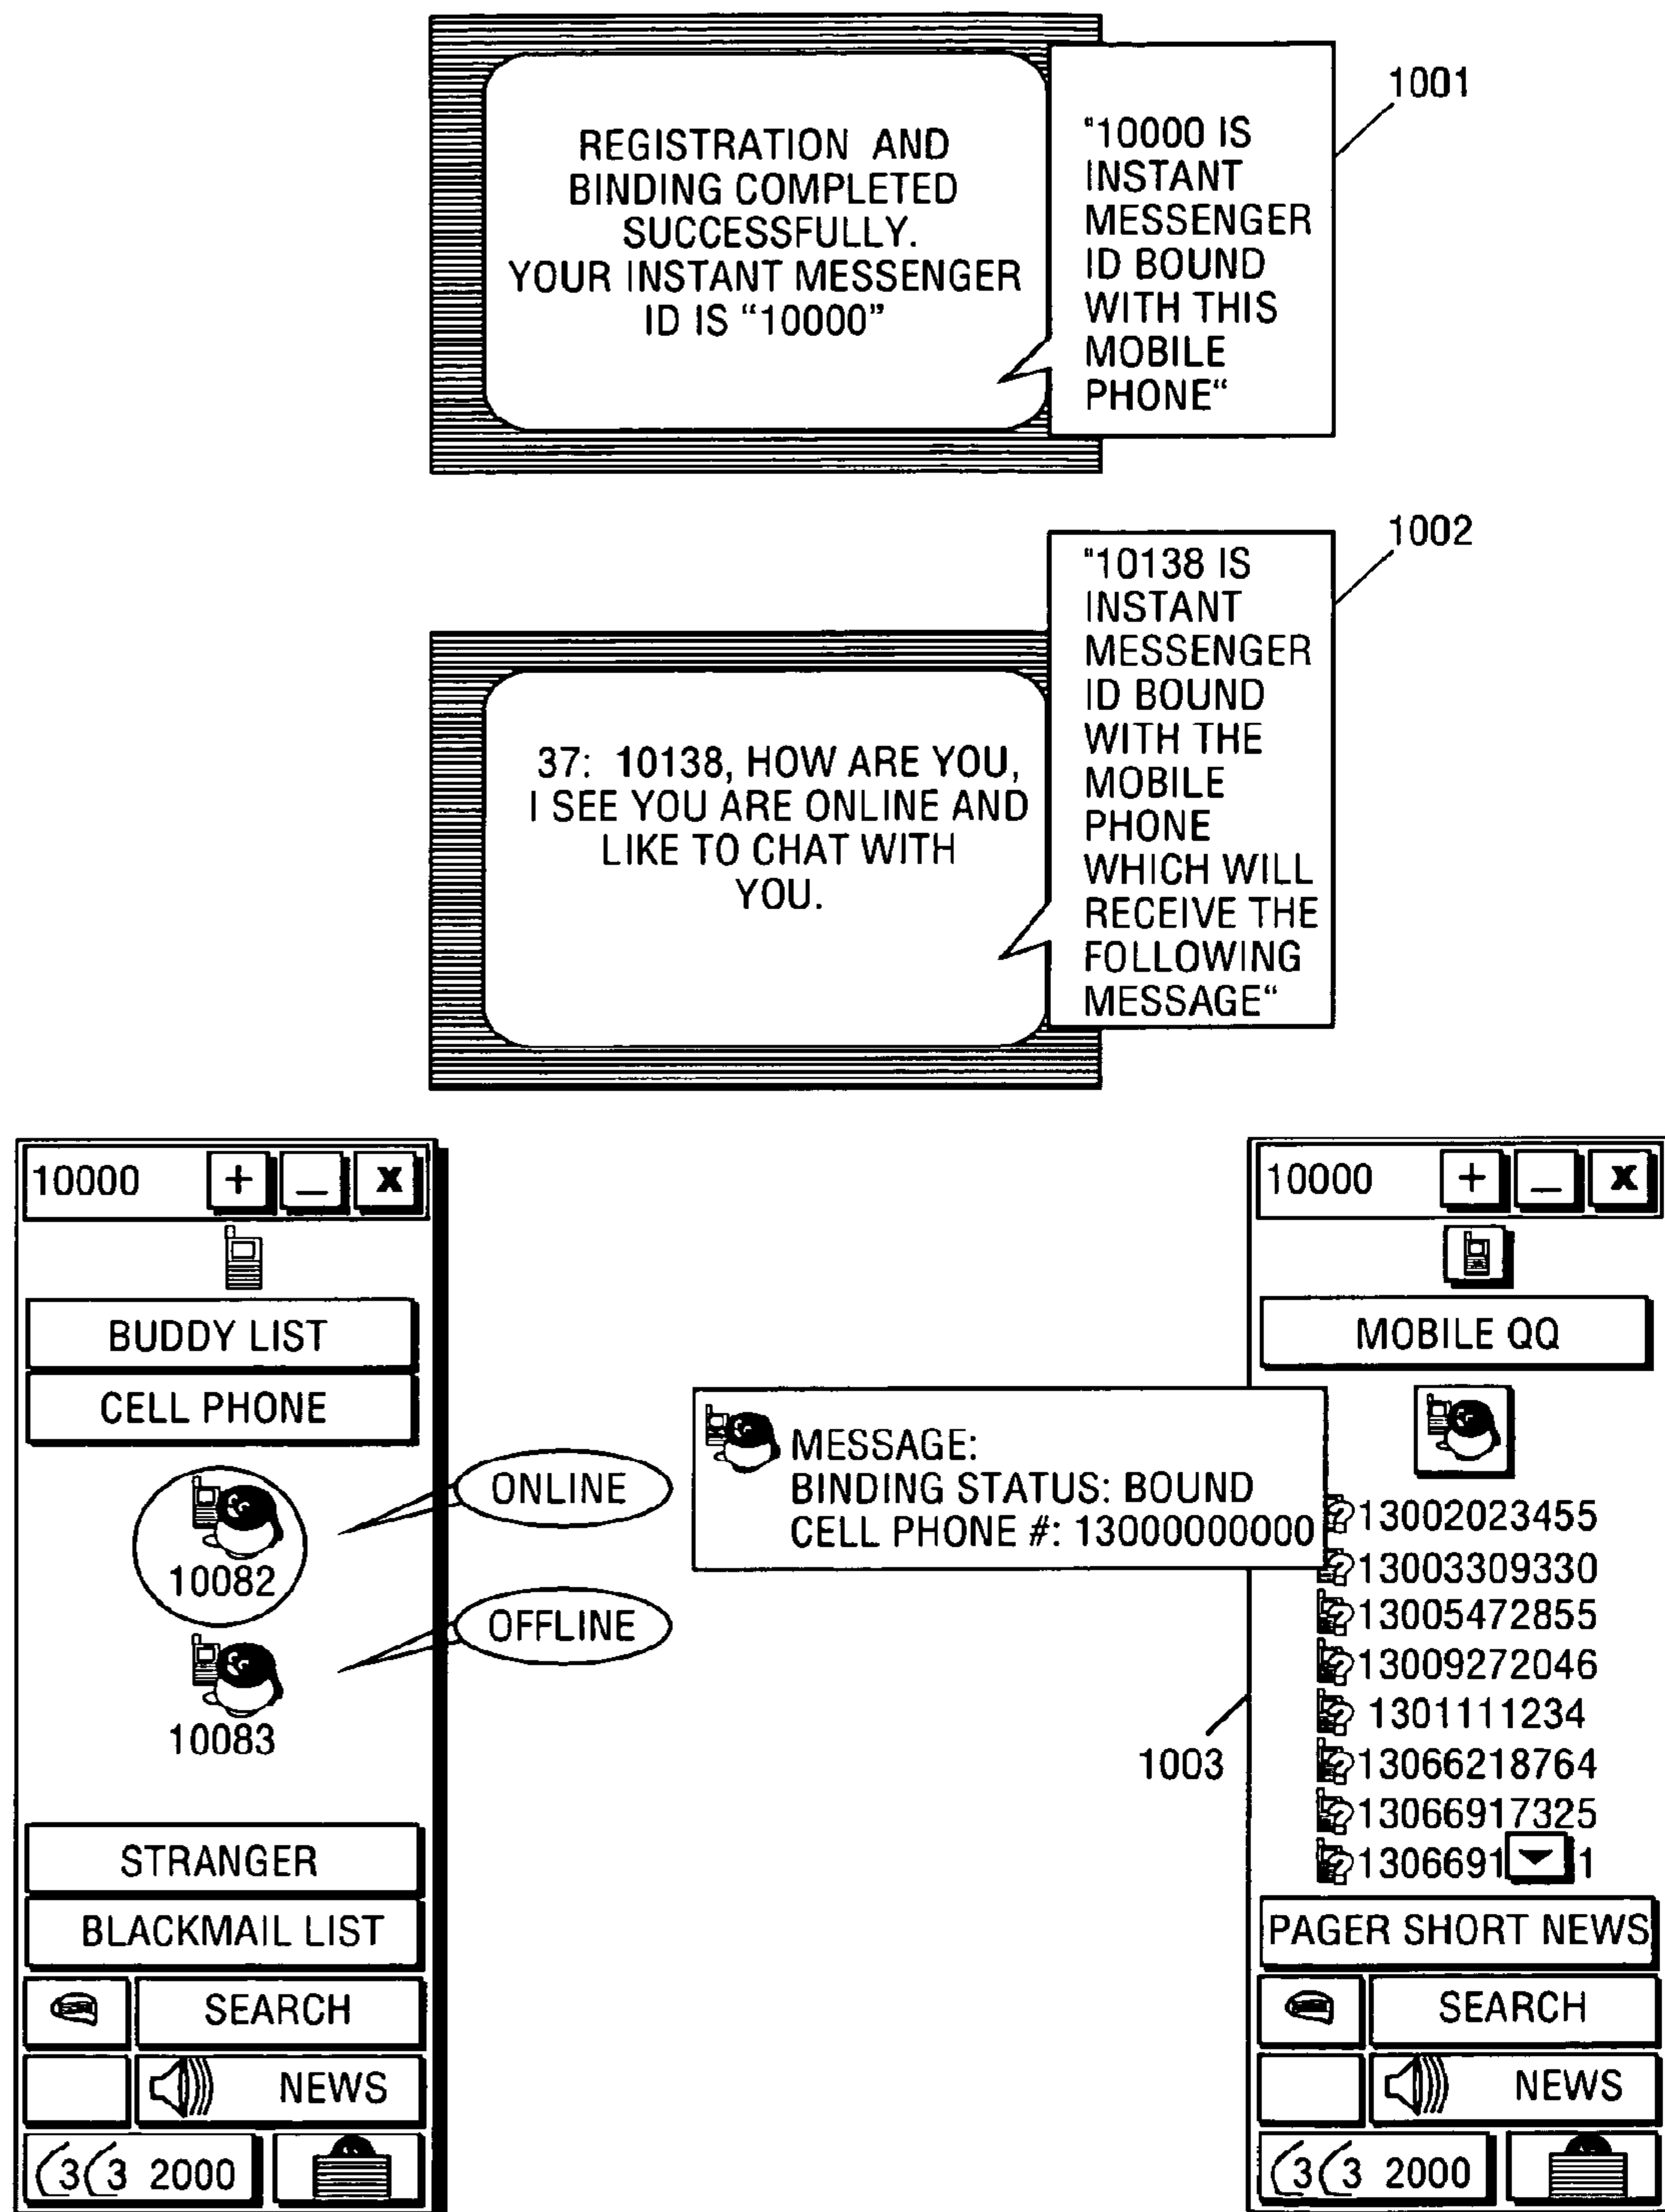 REGISTRATION AND
BINDING COMPLETED
SUCCESSFULLY.
YOUR INSTANT MESSENGER
ID IS “10000”
1001
"10000 IS
INSTANT
MESSENGER
ID BOUND
WITH THIS
MOBILE
PHONE“
1002
"10138 IS
INSTANT
MESSENGER
ID BOUND
WITH THE
MOBILE
PHONE
WHICH WILL
RECEIVE THE
FOLLOWING
MESSAGE“
37: 10138, HOW ARE YOU,
I SEE YOU ARE ONLINE AND
LIKE TO CHAT WITH
YOU.
10000 + _ x
BUDDY LIST
CELL PHONE
ONLINE
10082
OFFLINE
10083
STRANGER
BLACKMAIL LIST
SEARCH
NEWS
2000
MESSAGE:
BINDING STATUS: BOUND
CELL PHONE #: 13000000000
1003
10000 + _ x
MOBILE QQ
?13002023455
?13003309330
?13005472855
?13009272046
? 1301111234
?13066218764
?13066917325
?1306691 1
PAGER SHORT NEWS
SEARCH
NEWS
2000